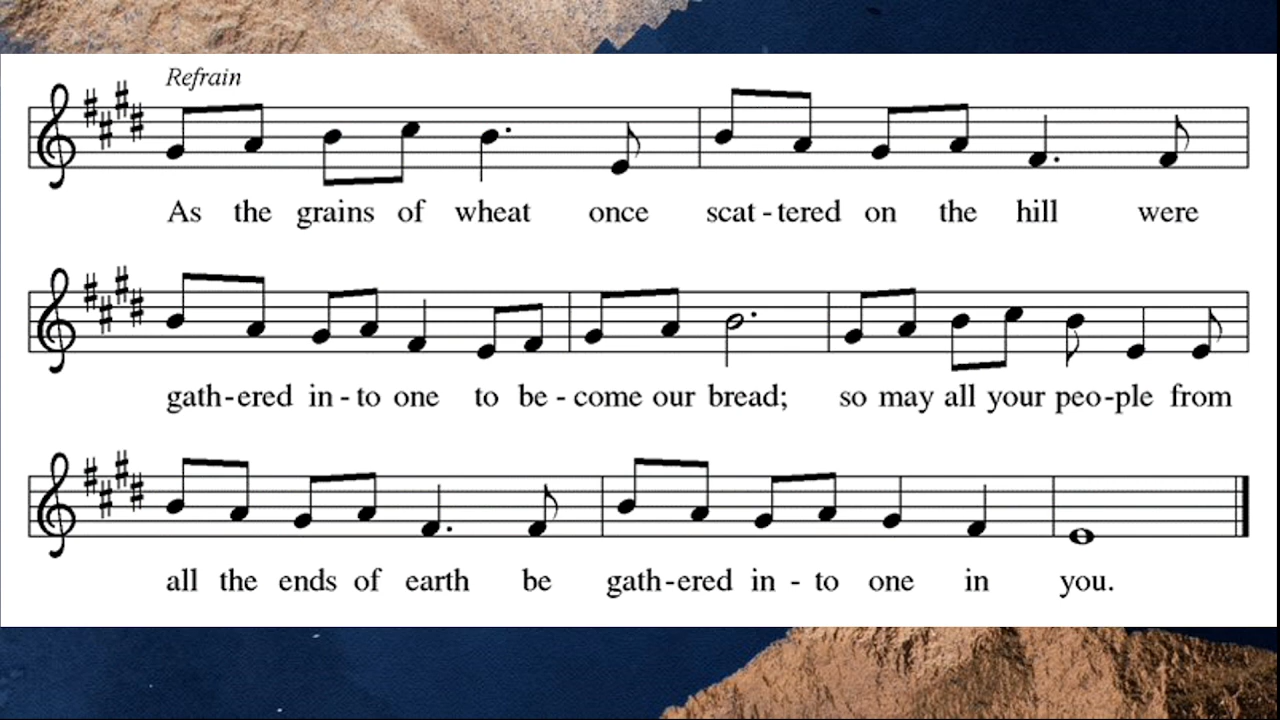 Refrain
As the grains of wheat once scat - tered on the hill were
gath - ered in - to one to be - come our bread; so may all your peo - ple from
all the ends of earth be gath - ered in - to one in you.